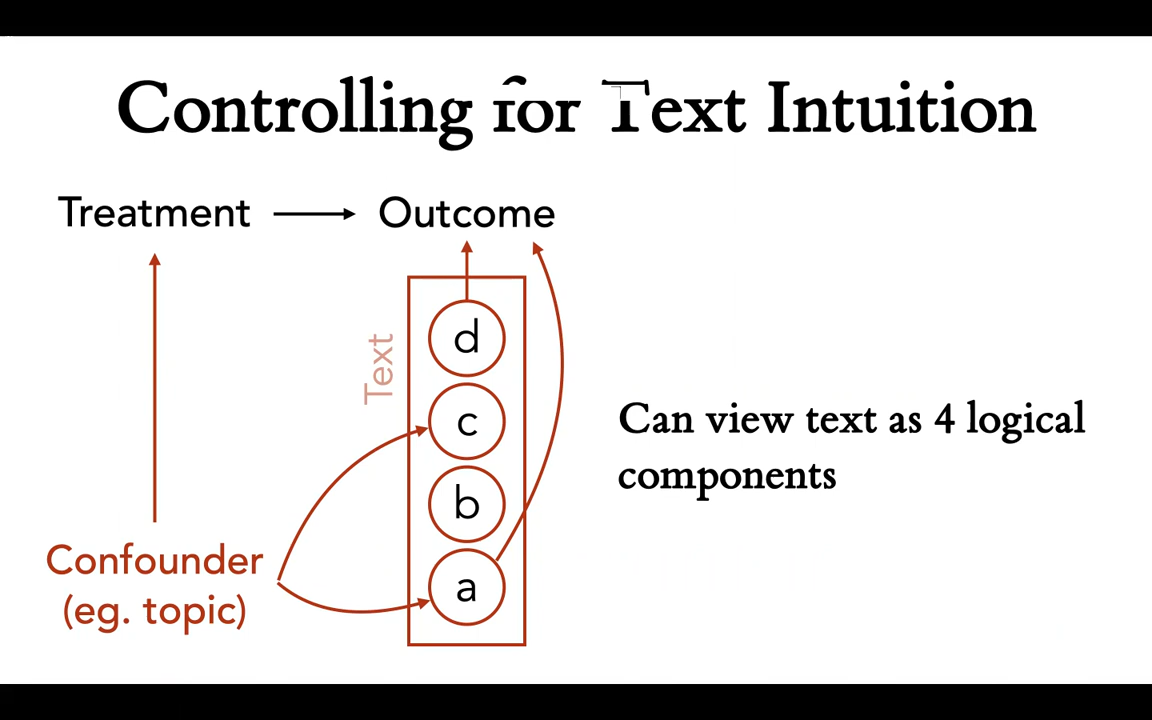 Controlling for Text Intuition
Treatment
Outcome
Text
d
c
b
a
Can view text as 4 logical
components
Confounder
(eg. topic)